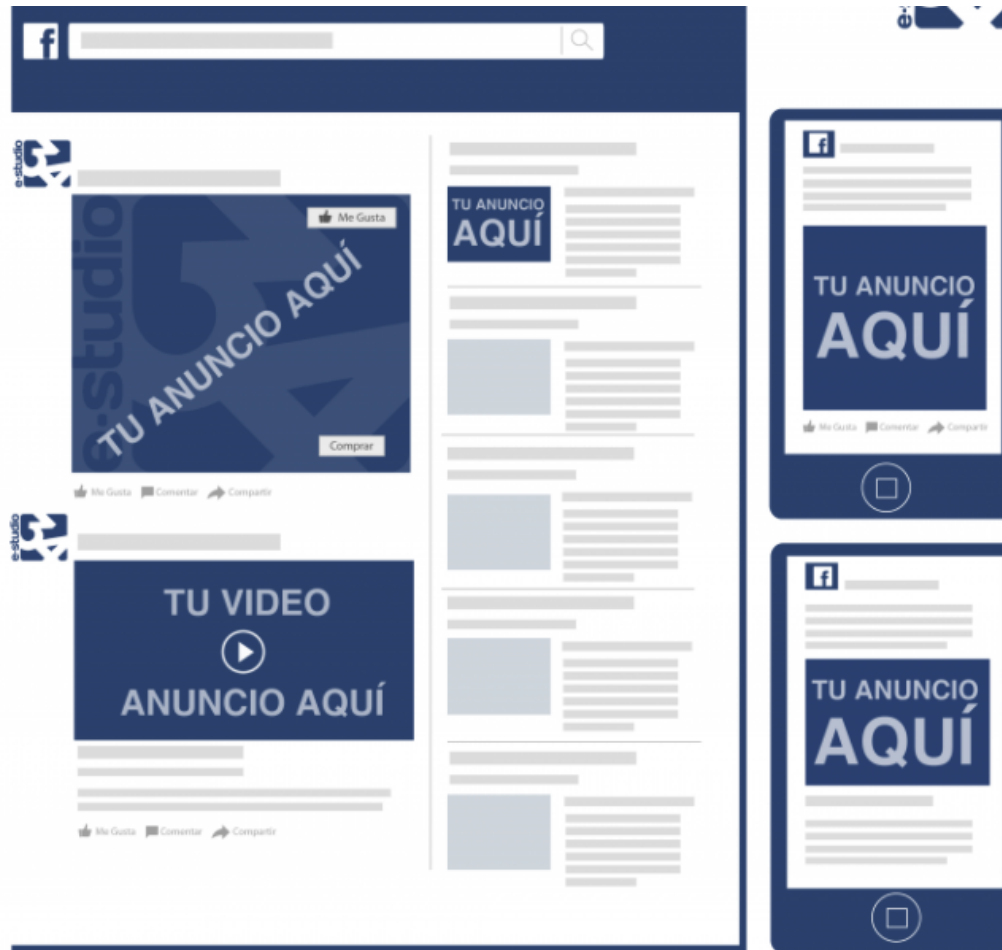 f
e-studio
Me Gusta
e-studio
TU ANUNCIO AQUÍ
Comprar
Me Gusta Comentar Compartir
e-studio
TU VIDEO
ANUNCIO AQUÍ
Me Gusta Comentar Compartir
TU ANUNCIO
AQUÍ
f
TU ANUNCIO
AQUÍ
Me Gusta Comentar Compartir
f
TU ANUNCIO
AQUÍ